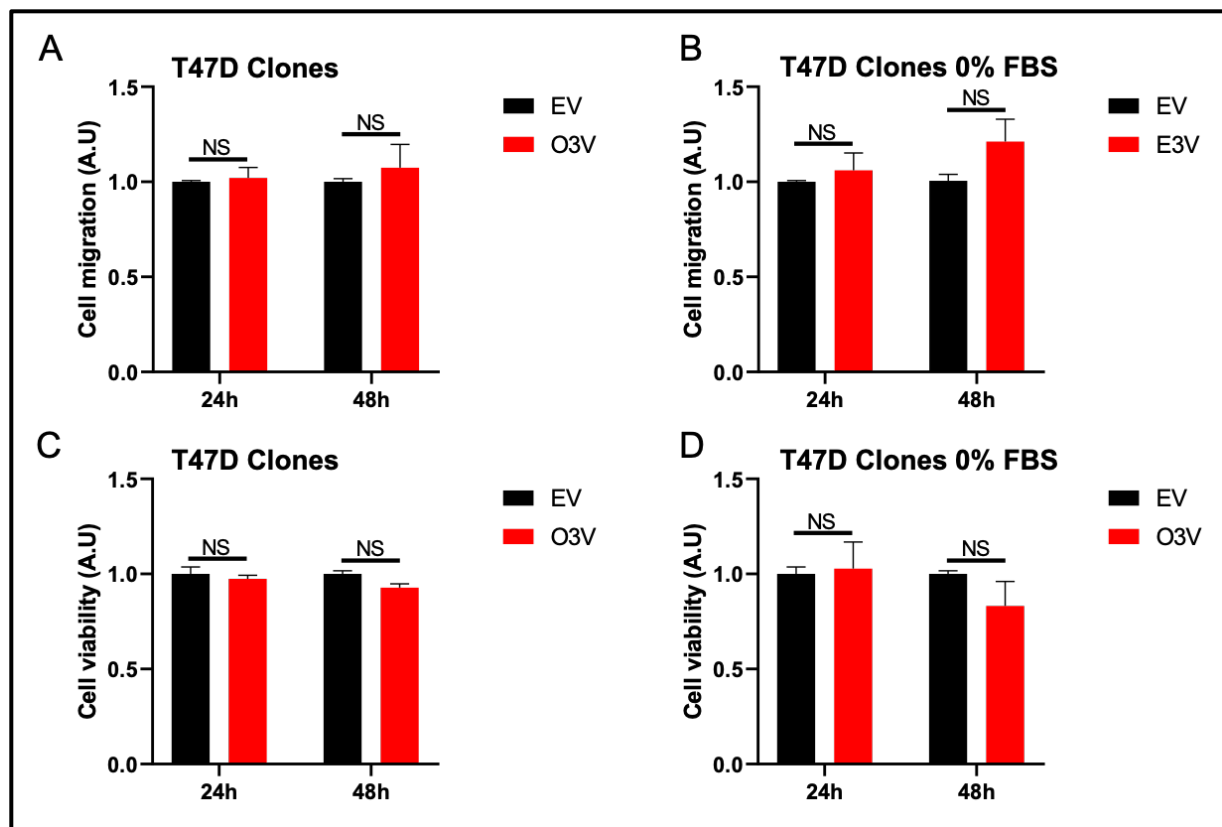 A
T47D Clones
EV
O3V
NS
NS
Cell migration (A.U)
1.5
1.0
0.5
0.0
24h
48h
B
T47D Clones 0% FBS
EV
E3V
NS
NS
Cell migration (A.U)
1.5
1.0
0.5
0.0
24h
48h
C
T47D Clones
EV
O3V
NS
NS
Cell viability (A.U)
1.5
1.0
0.5
0.0
24h
48h
D
T47D Clones 0% FBS
EV
O3V
NS
NS
Cell viability (A.U)
1.5
1.0
0.5
0.0
24h
48h